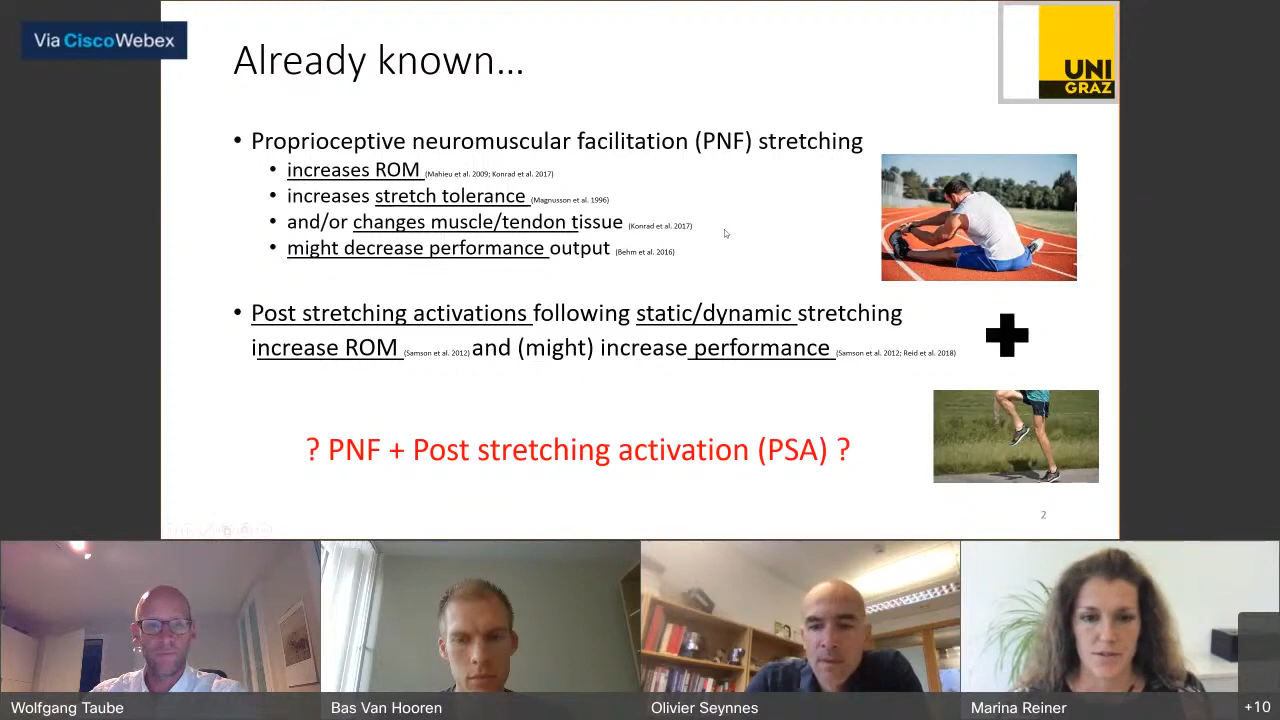 Via Cisco Webex
Already known...
UNI
GRAZ
• Proprioceptive neuromuscular facilitation (PNF) stretching
• increases ROM (Mahieu et al. 2009; Konrad et al. 2017)
• increases stretch tolerance (Magnusson et al. 1996)
• and/or changes muscle/tendon tissue (Konrad et al. 2017)
• might decrease performance output (Behm et al. 2016)
• Post stretching activations following static/dynamic stretching
increase ROM (Samson et al. 2012) and (might) increase performance (Samson et al. 2012; Reid et al. 2018)
? PNF + Post stretching activation (PSA) ?
2
Wolfgang Taube
Bas Van Hooren
Olivier Seynnes
Marina Reiner
+10